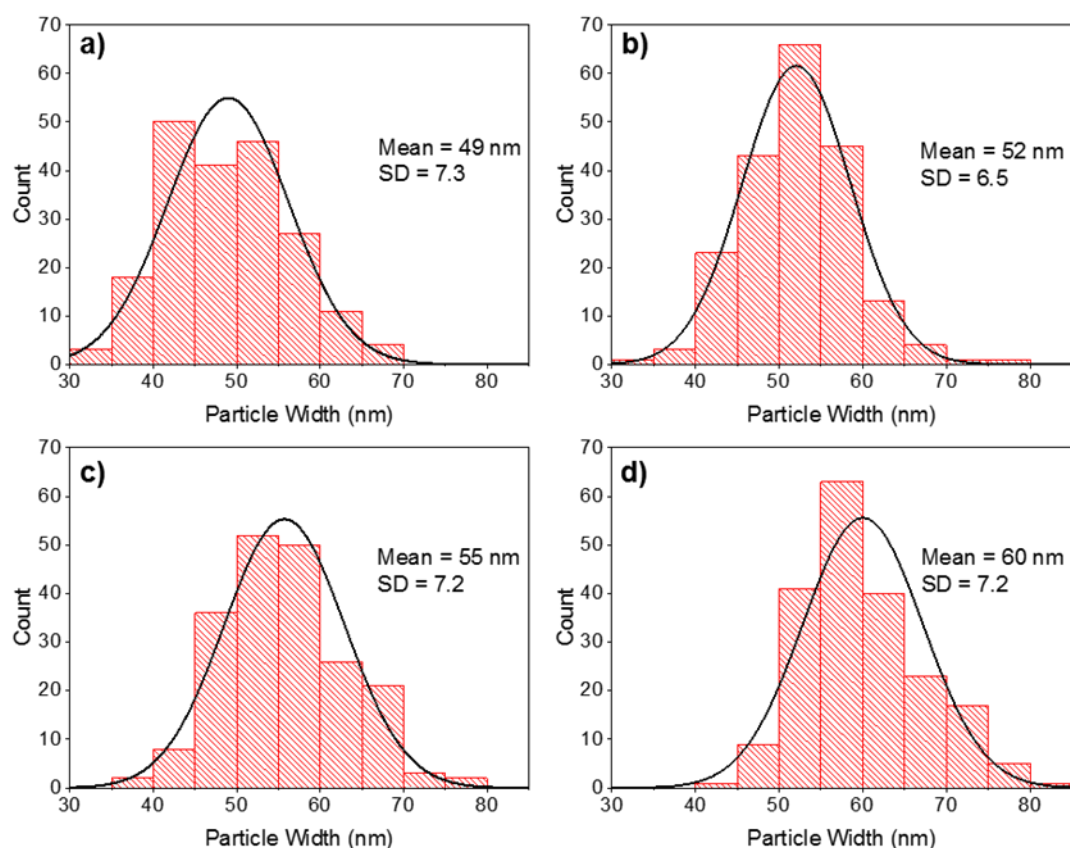 a)
Mean = 49 nm
SD = 7.3
Count
70
60
50
40
30
20
10
0
30 40 50 60 70 80
Particle Width (nm)
b)
Mean = 52 nm
SD = 6.5
Count
70
60
50
40
30
20
10
0
30 40 50 60 70 80
Particle Width (nm)
c)
Mean = 55 nm
SD = 7.2
Count
70
60
50
40
30
20
10
0
30 40 50 60 70 80
Particle Width (nm)
d)
Mean = 60 nm
SD = 7.2
Count
70
60
50
40
30
20
10
0
30 40 50 60 70 80
Particle Width (nm)